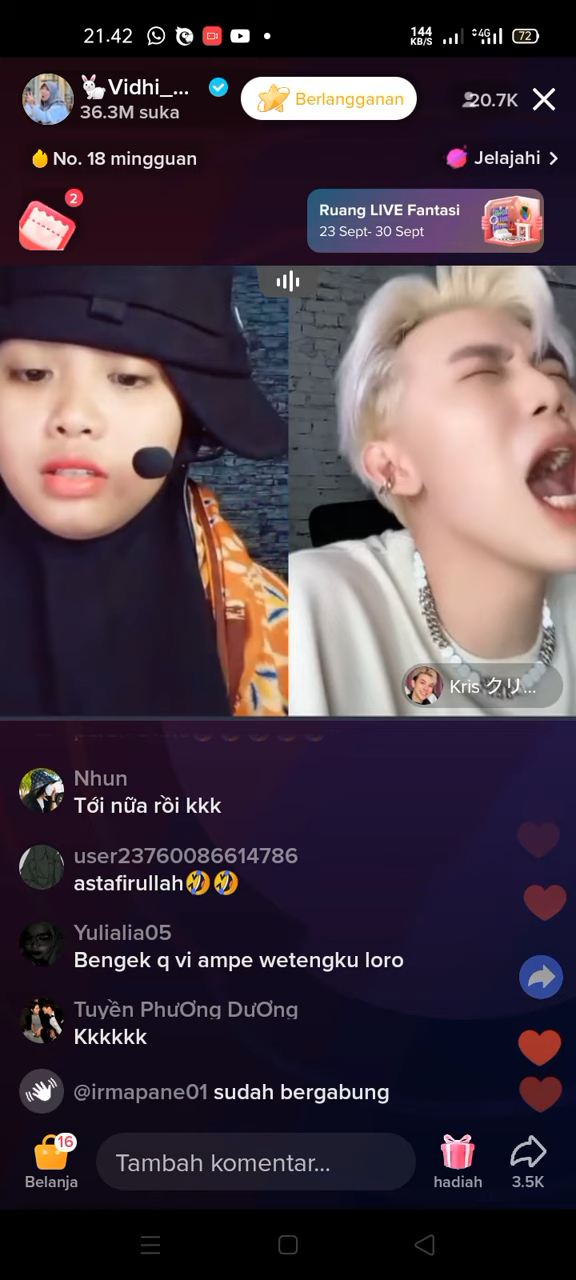 21.42
144
KB/S
4G
72
Vidhi_...
36.3M suka
Berlangganan
20.7K
No. 18 mingguan
Jelajahi
2
Ruang LIVE Fantasi
23 Sept- 30 Sept
Kris クリ...
Nhun
Tới nữa rồi kkk
user23760086614786
astafirullah🤣🤣
Yulialia05
Bengek q vi ampe wetengku loro
Tuyền PhưƠng DưƠng
Kkkkkk
@irmapane01 sudah bergabung
16
Belanja
Tambah komentar...
hadiah
3.5K